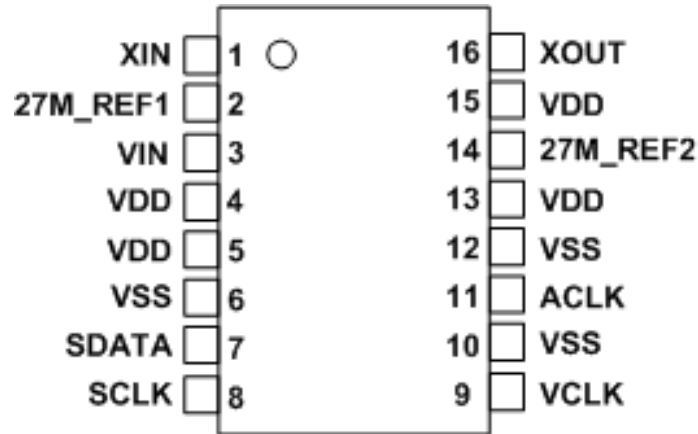 XIN 1 16 XOUT
27M_REF1 2 15 VDD
VIN 3 14 27M_REF2
VDD 4 13 VDD
VDD 5 12 VSS
VSS 6 11 ACLK
SDATA 7 10 VSS
SCLK 8 9 VCLK